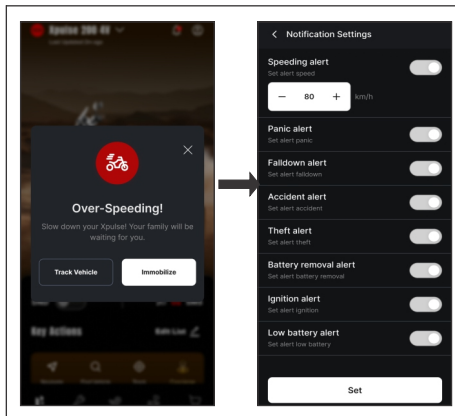 Xpulse 200 4V
Over-Speeding!
Slow down your Xpulse! Your family will be
waiting for you.
Track Vehicle
Immobilize
Key Actions
Notification Settings
Speeding alert
Set alert speed
− 80 + km/h
Panic alert
Set alert panic
Falldown alert
Set alert falldown
Accident alert
Set alert accident
Theft alert
Set alert theft
Battery removal alert
Set alert battery removal
Ignition alert
Set alert ignition
Low battery alert
Set alert low battery
Set